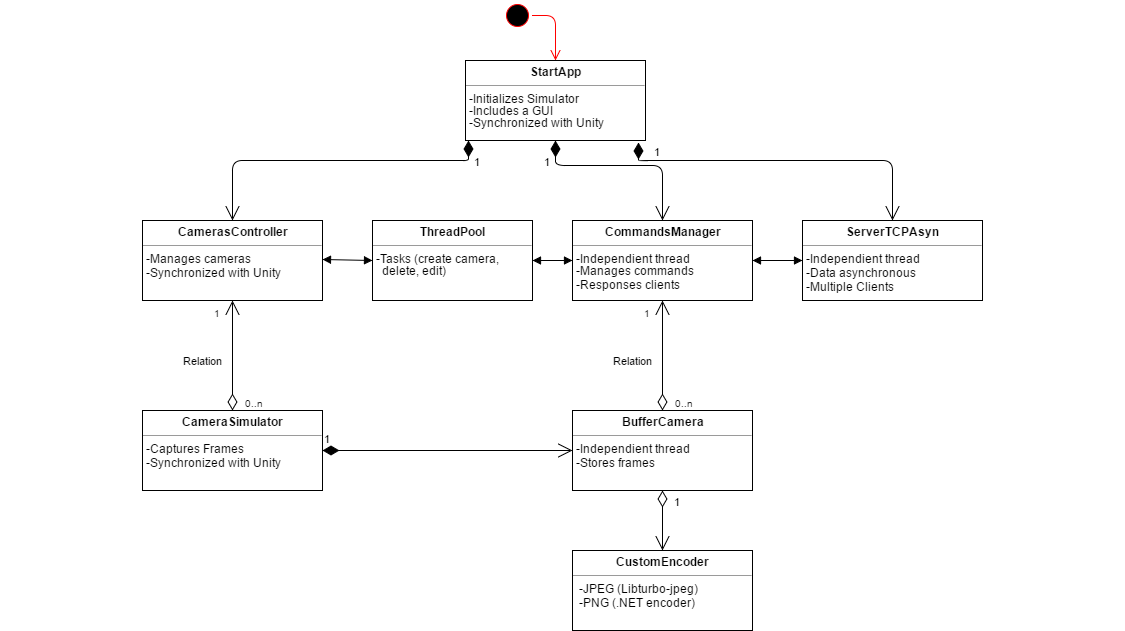 StartApp
-Initializes Simulator
-Includes a GUI
-Synchronized with Unity
1
1
1
CamerasController
-Manages cameras
-Synchronized with Unity
ThreadPool
-Tasks (create camera,
delete, edit)
CommandsManager
-Independient thread
-Manages commands
-Responses clients
ServerTCPAsyn
-Independient thread
-Data asynchronous
-Multiple Clients
1
Relation
0..n
1
Relation
0..n
CameraSimulator
-Captures Frames
-Synchronized with Unity
1
BufferCamera
-Independient thread
-Stores frames
1
CustomEncoder
-JPEG (Libturbo-jpeg)
-PNG (.NET encoder)